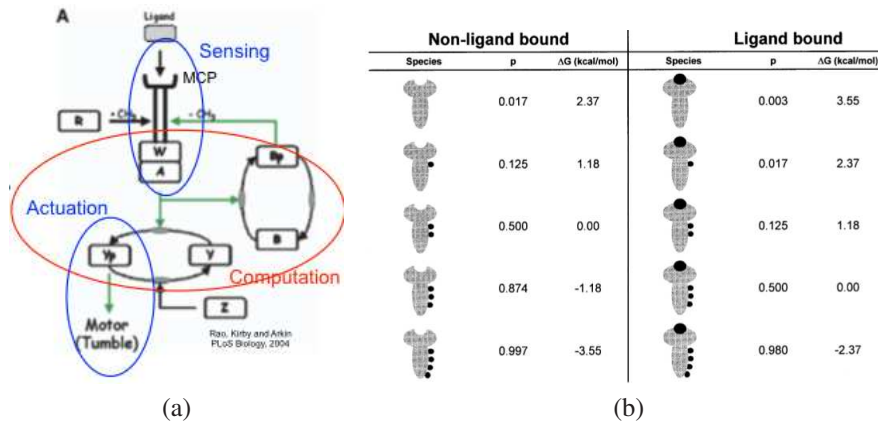 A
Ligand
Sensing
MCP
+ CH3
- CH3
R
W
A
Bp
Actuation
B
Yp
Y
Computation
Z
Motor
(Tumble)
Rao, Kirby and Arkin
PLoS Biology, 2004
(a)
Non-ligand bound
Ligand bound
Species p ΔG (kcal/mol) Species p ΔG (kcal/mol)
0.017 2.37 0.003 3.55
0.125 1.18 0.017 2.37
0.500 0.00 0.125 1.18
0.874 -1.18 0.500 0.00
0.997 -3.55 0.980 -2.37
(b)